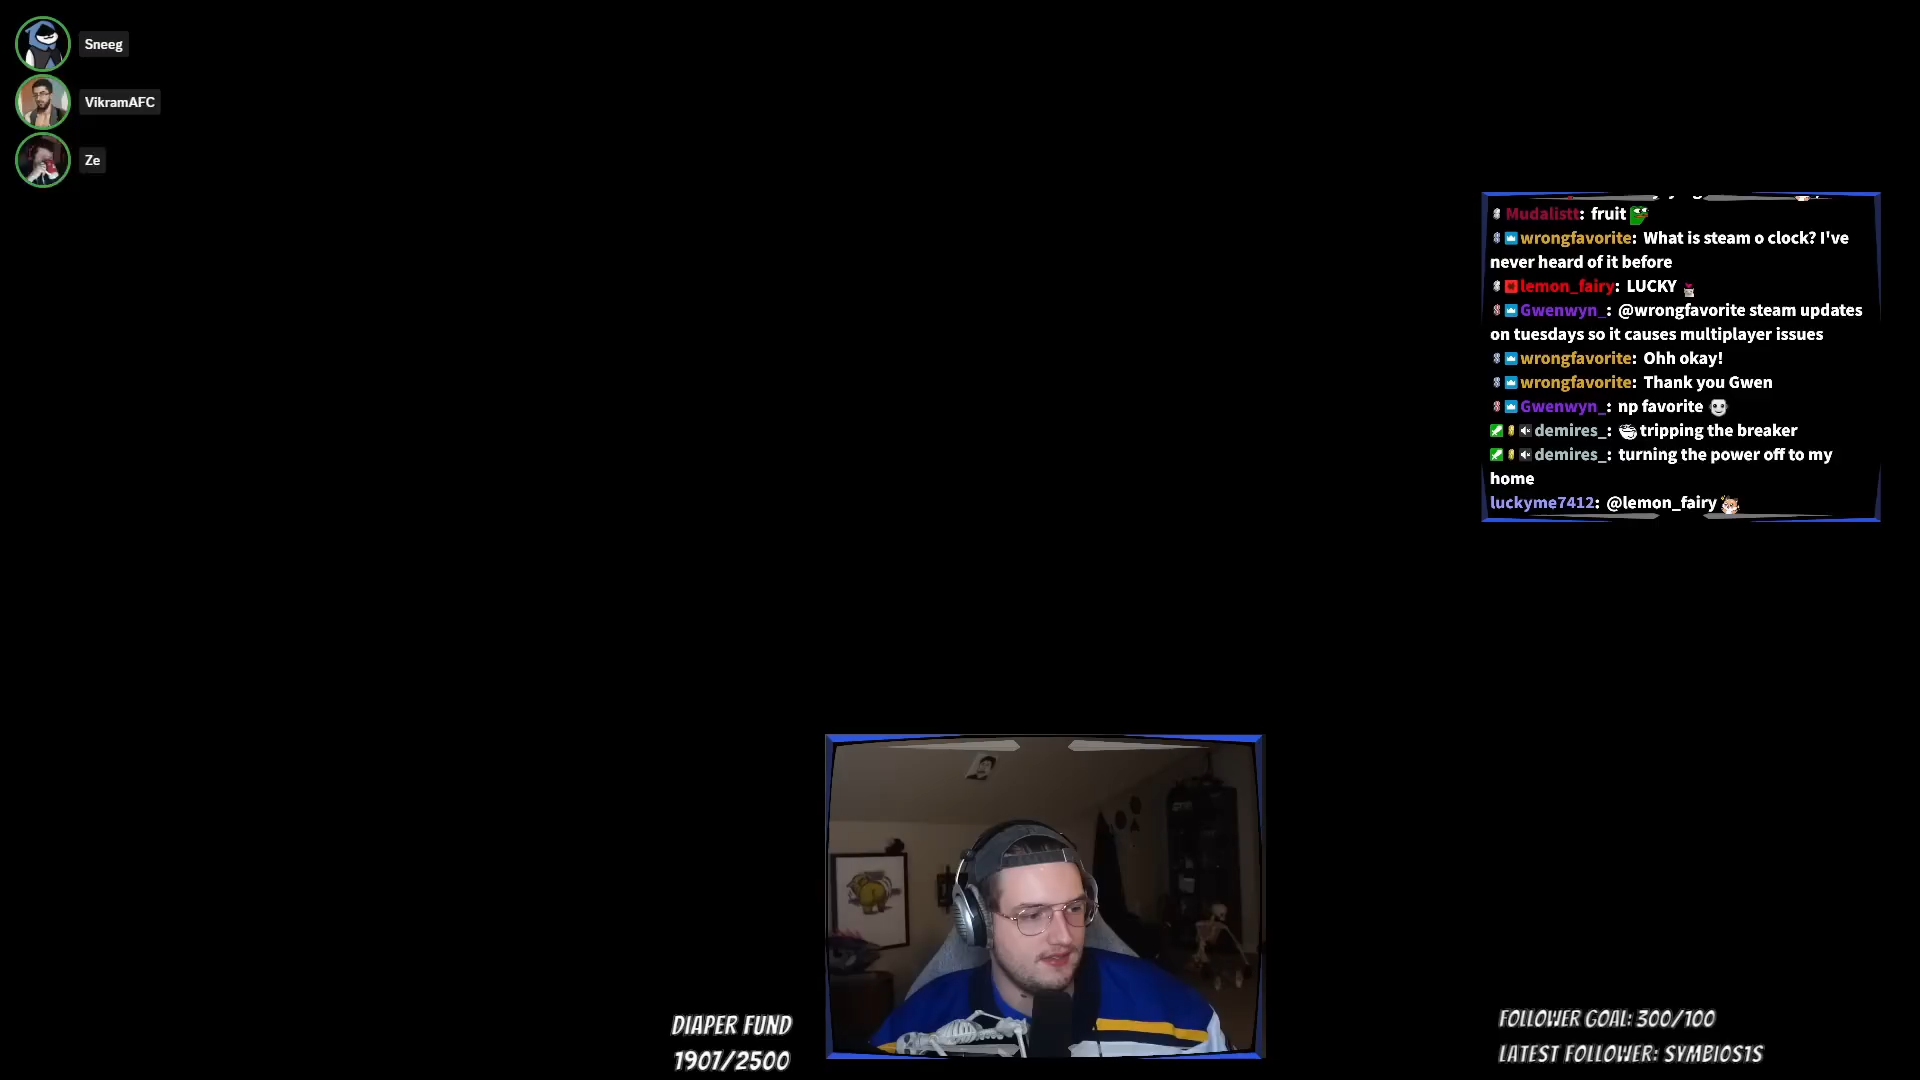 Sneeg
VikramAFC
Ze
Mudalistt: fruit
wrongfavorite: What is steam o clock? I've
never heard of it before
lemon_fairy: LUCKY
Gwenwyn_: @wrongfavorite steam updates
on tuesdays so it causes multiplayer issues
wrongfavorite: Ohh okay!
wrongfavorite: Thank you Gwen
Gwenwyn_: np favorite
demires_: tripping the breaker
demires_: turning the power off to my
home
luckyme7412: @lemon_fairy
DIAPER FUND
1907/2500
FOLLOWER GOAL: 300/100
LATEST FOLLOWER: SYMBIOS1S